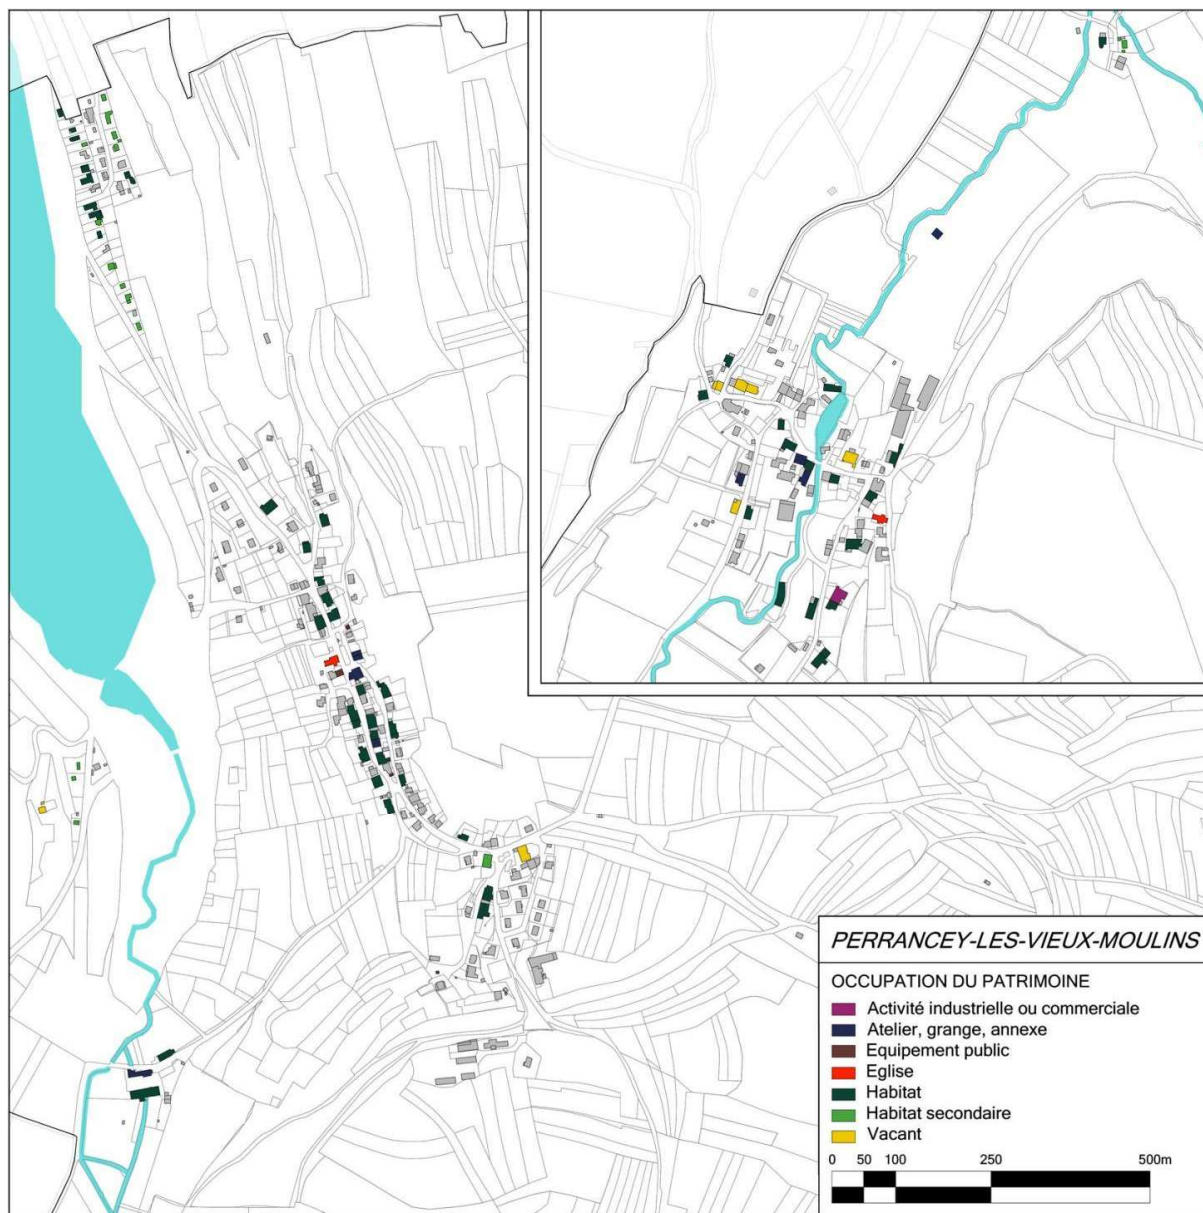 PERRANCEY-LES-VIEUX-MOULINS
OCCUPATION DU PATRIMOINE
Activité industrielle ou commerciale
Atelier, grange, annexe
Equipement public
Eglise
Habitat
Habitat secondaire
Vacant
0 50 100 250 500m